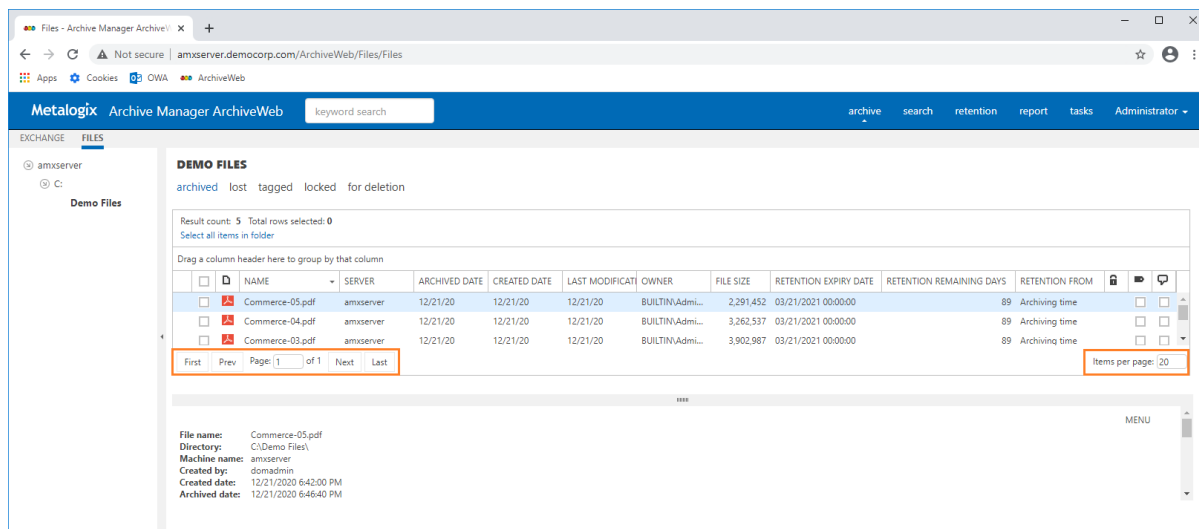 Files - Archive Manager Archive
Not secure | amxserver.democorp.com/ArchiveWeb/Files/Files
Apps Cookies OWA ArchiveWeb
Metalogix Archive Manager ArchiveWeb keyword search archive search retention report tasks Administrator
EXCHANGE FILES
amxserver
C:
Demo Files
DEMO FILES
archived lost tagged locked for deletion
Result count: 5 Total rows selected: 0
Select all items in folder
Drag a column header here to group by that column
NAME SERVER ARCHIVED DATE CREATED DATE LAST MODIFICATI OWNER FILE SIZE RETENTION EXPIRY DATE RETENTION REMAINING DAYS RETENTION FROM
Commerce-05.pdf amxserver 12/21/20 12/21/20 12/21/20 BUILTIN\Admi... 2,291,452 03/21/2021 00:00:00 89 Archiving time
Commerce-04.pdf amxserver 12/21/20 12/21/20 12/21/20 BUILTIN\Admi... 3,262,537 03/21/2021 00:00:00 89 Archiving time
Commerce-03.pdf amxserver 12/21/20 12/21/20 12/21/20 BUILTIN\Admi... 3,902,987 03/21/2021 00:00:00 89 Archiving time
First Prev Page: 1 of 1 Next Last Items per page: 20
MENU
File name: Commerce-05.pdf
Directory: C:\Demo Files\
Machine name: amxserver
Created by: domadmin
Created date: 12/21/2020 6:42:00 PM
Archived date: 12/21/2020 6:46:40 PM